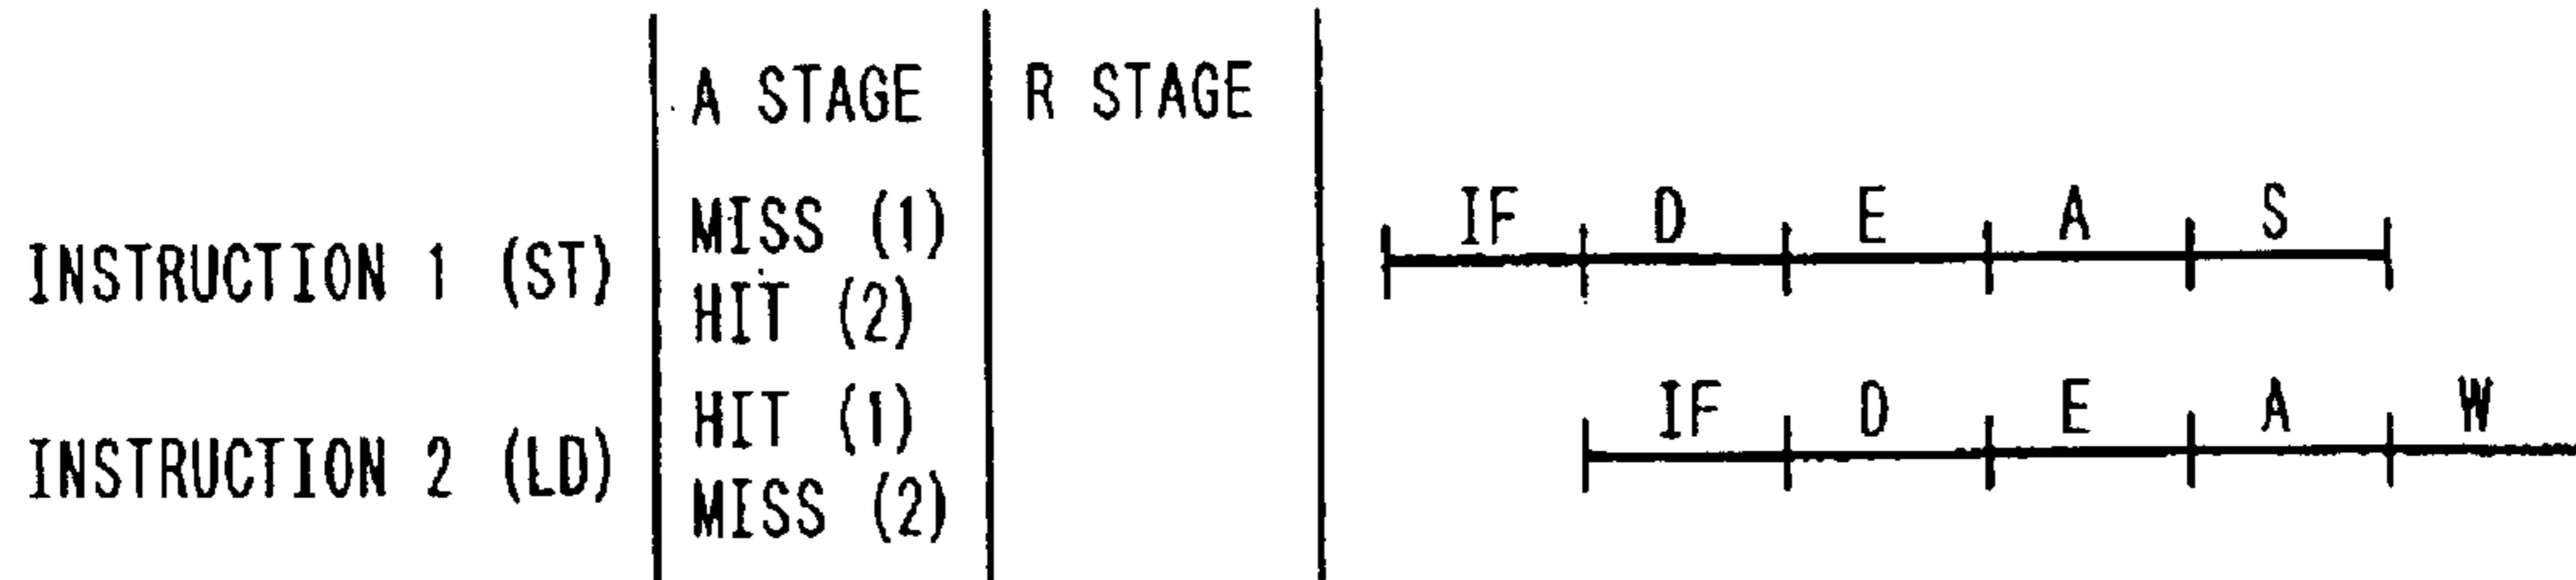 A STAGE R STAGE
INSTRUCTION 1 (ST) MISS (1) HIT (2) IF D E A S
INSTRUCTION 2 (LD) HIT (1) MISS (2) IF D E A W